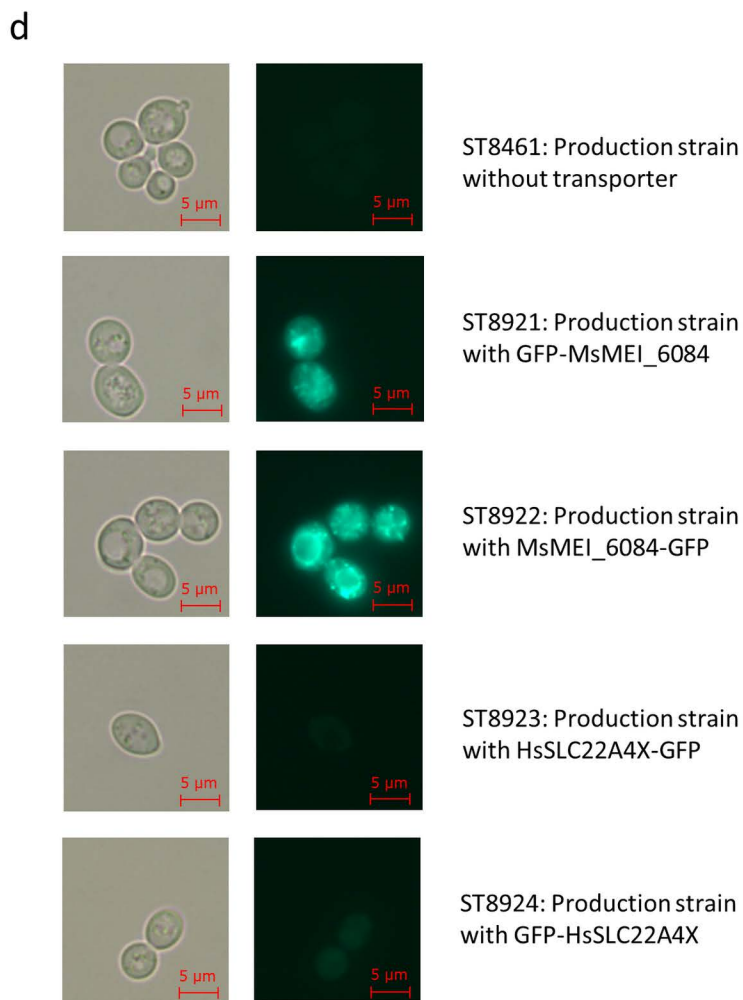 d
5 µm
5 µm
ST8461: Production strain
without transporter
5 µm
5 µm
ST8921: Production strain
with GFP-MsMEI_6084
5 µm
5 µm
ST8922: Production strain
with MsMEI_6084-GFP
5 µm
5 µm
ST8923: Production strain
with HsSLC22A4X-GFP
5 µm
5 µm
ST8924: Production strain
with GFP-HsSLC22A4X